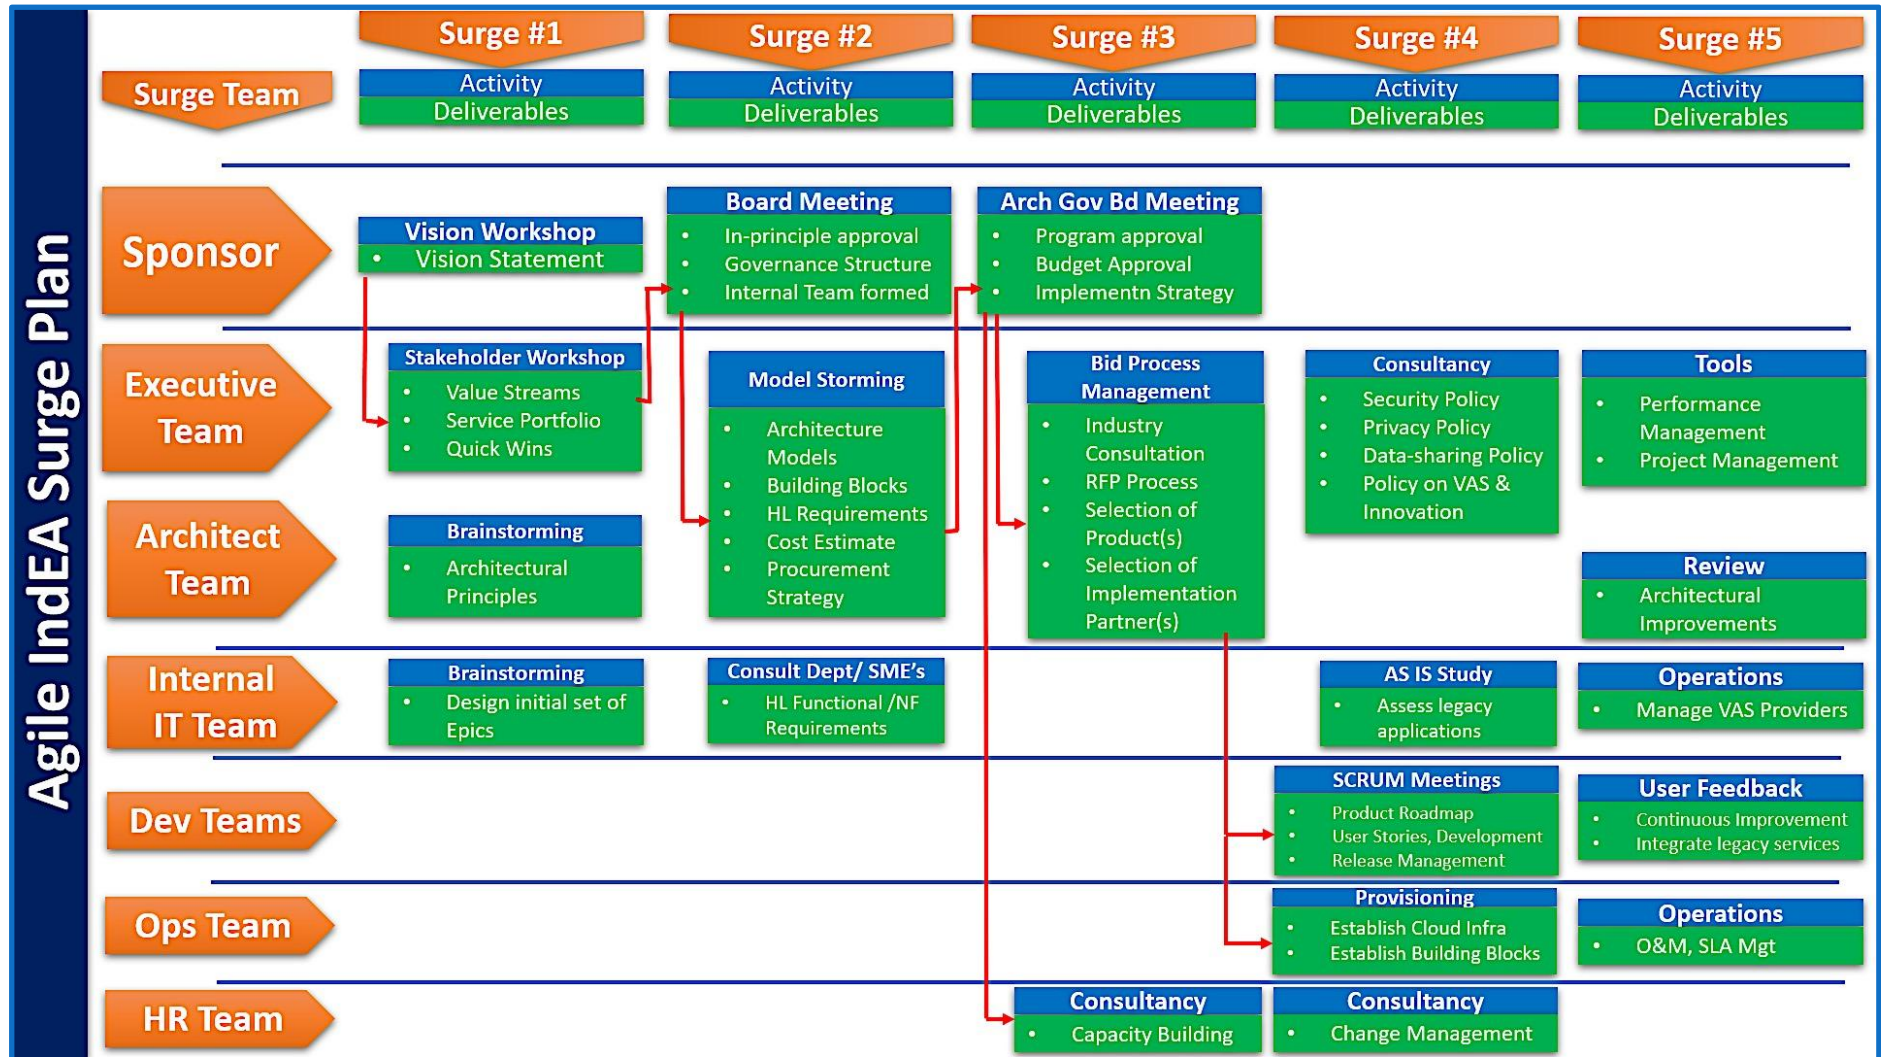 Agile IndEA Surge Plan
Surge #1
Surge #2
Surge #3
Surge #4
Surge #5
Surge Team
Activity
Deliverables
Activity
Deliverables
Activity
Deliverables
Activity
Deliverables
Activity
Deliverables
Sponsor
Vision Workshop
• Vision Statement
Board Meeting
• In-principle approval
• Governance Structure
• Internal Team formed
Arch Gov Bd Meeting
• Program approval
• Budget Approval
• Implementn Strategy
Executive
Team
Stakeholder Workshop
• Value Streams
• Service Portfolio
• Quick Wins
Model Storming
• Architecture
Models
• Building Blocks
• HL Requirements
• Cost Estimate
• Procurement
Strategy
Bid Process
Management
• Industry
Consultation
• RFP Process
• Selection of
Product(s)
• Selection of
Implementation
Partner(s)
Consultancy
• Security Policy
• Privacy Policy
• Data-sharing Policy
• Policy on VAS &
Innovation
Tools
• Performance
Management
• Project Management
Architect
Team
Brainstorming
• Architectural
Principles
Review
• Architectural
Improvements
Internal
IT Team
Brainstorming
• Design initial set of
Epics
Consult Dept/ SME's
• HL Functional /NF
Requirements
AS IS Study
• Assess legacy
applications
Operations
• Manage VAS Providers
Dev Teams
SCRUM Meetings
• Product Roadmap
• User Stories, Development
• Release Management
User Feedback
• Continuous Improvement
• Integrate legacy services
Ops Team
Provisioning
• Establish Cloud Infra
• Establish Building Blocks
Operations
• O&M, SLA Mgt
HR Team
Consultancy
• Capacity Building
Consultancy
• Change Management